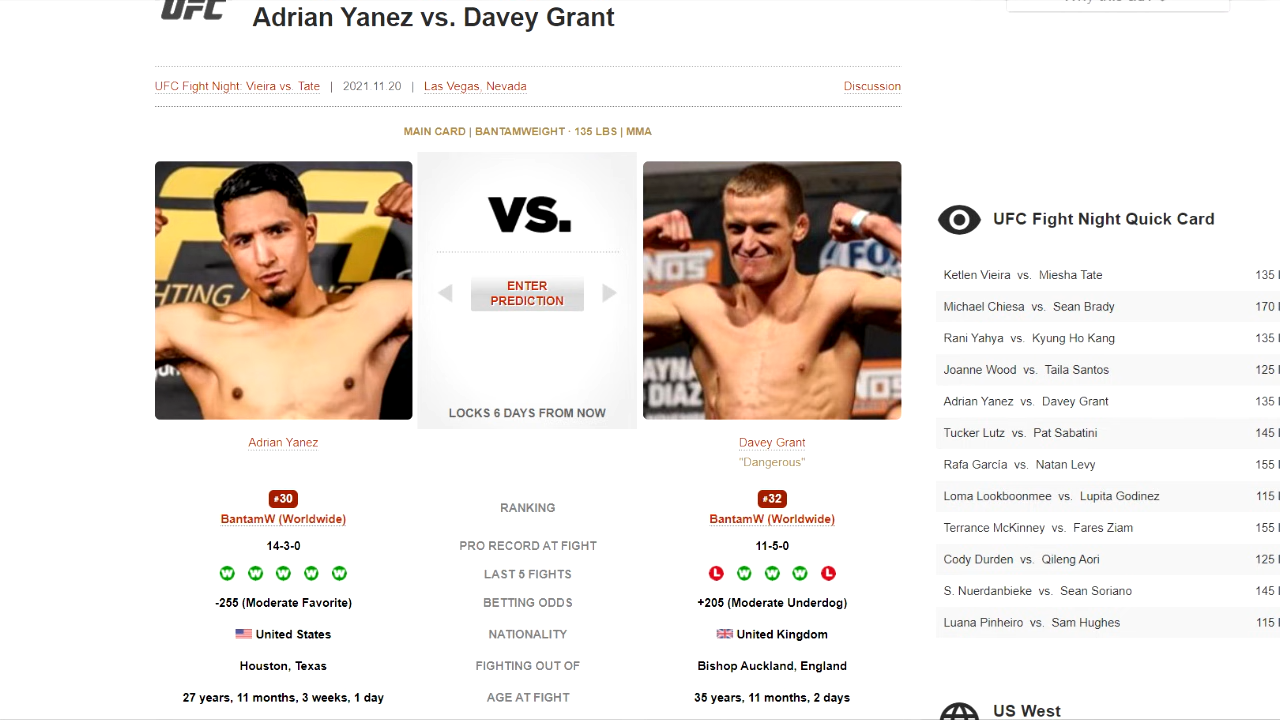 UFC
Adrian Yanez vs. Davey Grant
UFC Fight Night: Vieira vs. Tate | 2021.11.20 | Las Vegas, Nevada
Discussion
MAIN CARD | BANTAMWEIGHT · 135 LBS | MMA
VS.
ENTER
PREDICTION
LOCKS 6 DAYS FROM NOW
FOX
NOS
DIAZ
NOS
Adrian Yanez
Davey Grant
"Dangerous"
#30
BantamW (Worldwide)
RANKING
#32
BantamW (Worldwide)
14-3-0 PRO RECORD AT FIGHT 11-5-0
W W W W W LAST 5 FIGHTS L W W W L
-255 (Moderate Favorite) BETTING ODDS +205 (Moderate Underdog)
United States NATIONALITY United Kingdom
Houston, Texas FIGHTING OUT OF Bishop Auckland, England
27 years, 11 months, 3 weeks, 1 day AGE AT FIGHT 35 years, 11 months, 2 days
UFC Fight Night Quick Card
Ketlen Vieira vs. Miesha Tate 135
Michael Chiesa vs. Sean Brady 170
Rani Yahya vs. Kyung Ho Kang 135
Joanne Wood vs. Taila Santos 125
Adrian Yanez vs. Davey Grant 135
Tucker Lutz vs. Pat Sabatini 145
Rafa García vs. Natan Levy 155
Loma Lookboonmee vs. Lupita Godinez 115
Terrance McKinney vs. Fares Ziam 155
Cody Durden vs. Qileng Aori 125
S. Nuerdanbieke vs. Sean Soriano 145
Luana Pinheiro vs. Sam Hughes 115
US West